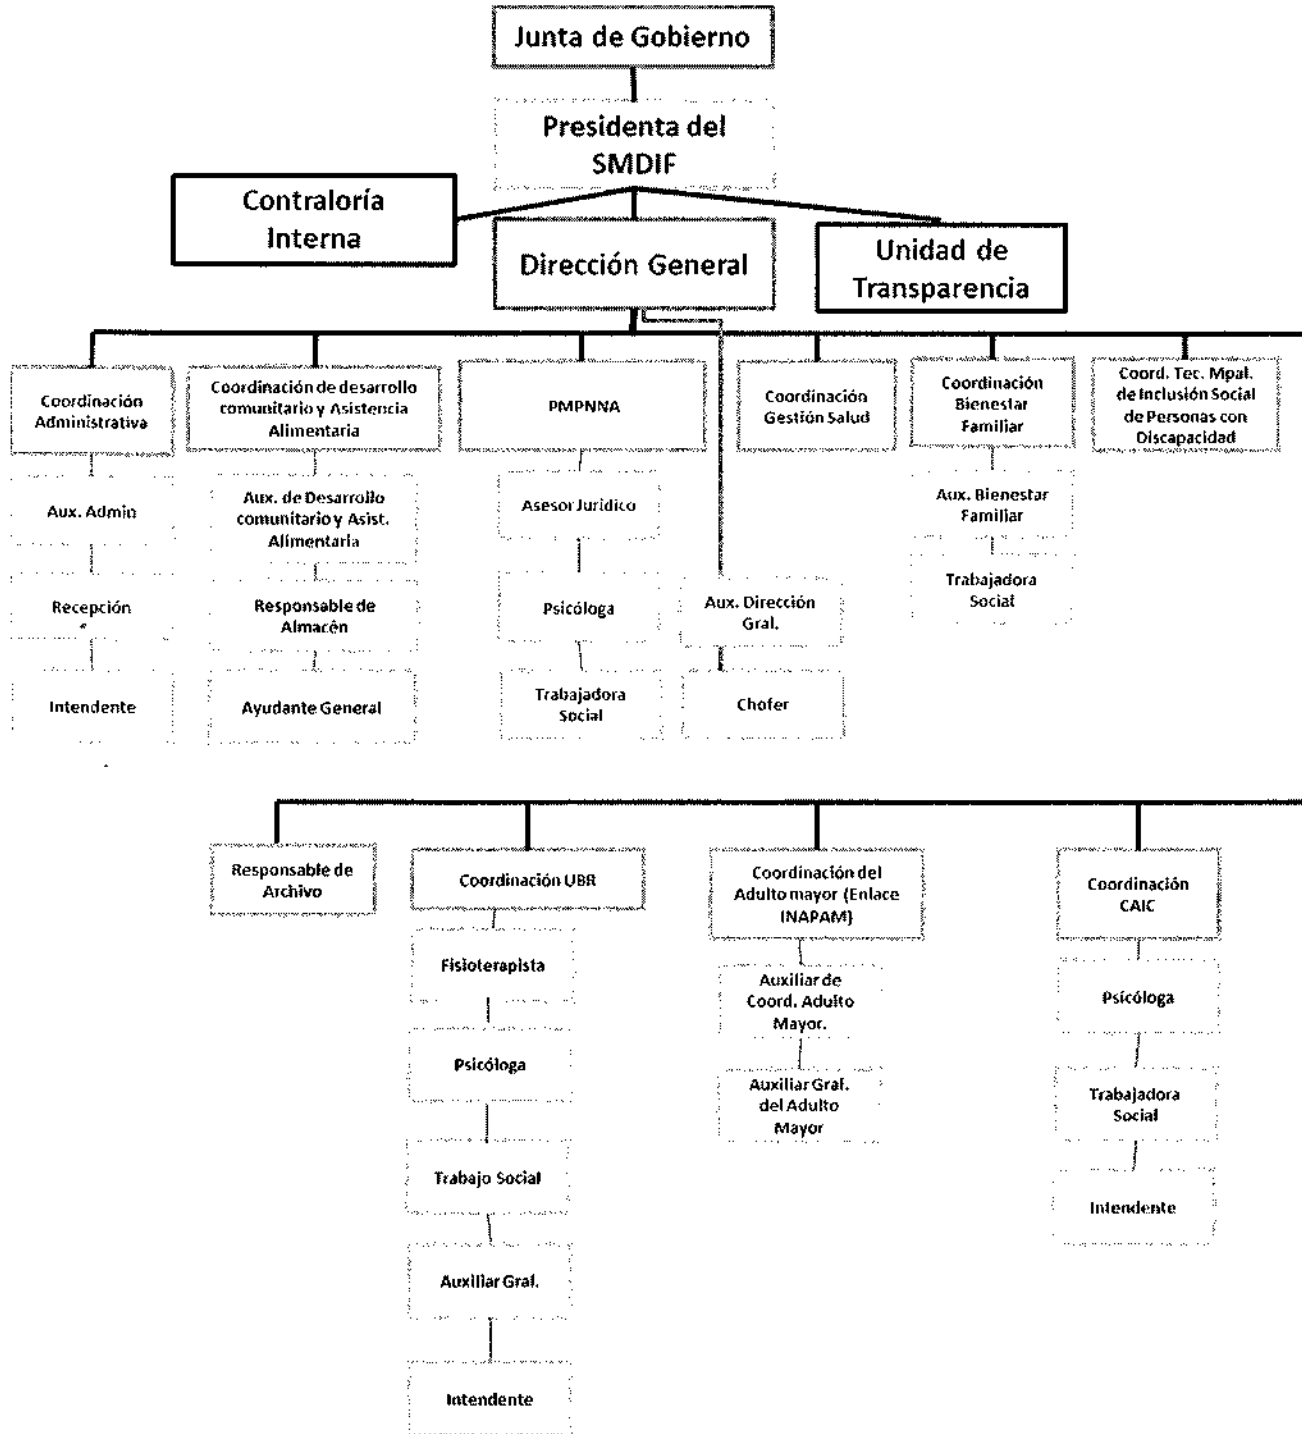 Junta de Gobierno
Presidenta del
SMDIF
Contraloría
Interna
Dirección General
Unidad de
Transparencia
Coordinación
Administrativa
Aux. Admin
Recepción
Intendente
Coordinación de desarrollo
comunitario y Asistencia
Alimentaria
Aux. de Desarrollo
comunitario y Asist.
Alimentaria
Responsable de
Almacén
Ayudante General
PMPNNA
Asesor Jurídico
Psicóloga
Trabajadora
Social
Aux. Dirección
Gral.
Chofer
Coordinación
Gestión Salud
Coordinación
Bienestar
Familiar
Aux. Bienestar
Familiar
Trabajadora
Social
Coord. Tec. Mpal.
de Inclusión Social
de Personas con
Discapacidad
Responsable de
Archivo
Coordinación UBR
Fisioterapista
Psicóloga
Trabajo Social
Auxiliar Gral.
Intendente
Coordinación del
Adulto mayor (Enlace
INAPAM)
Auxiliar de
Coord. Adulto
Mayor.
Auxiliar Gral.
del Adulto
Mayor
Coordinación
CAIC
Psicóloga
Trabajadora
Social
Intendente